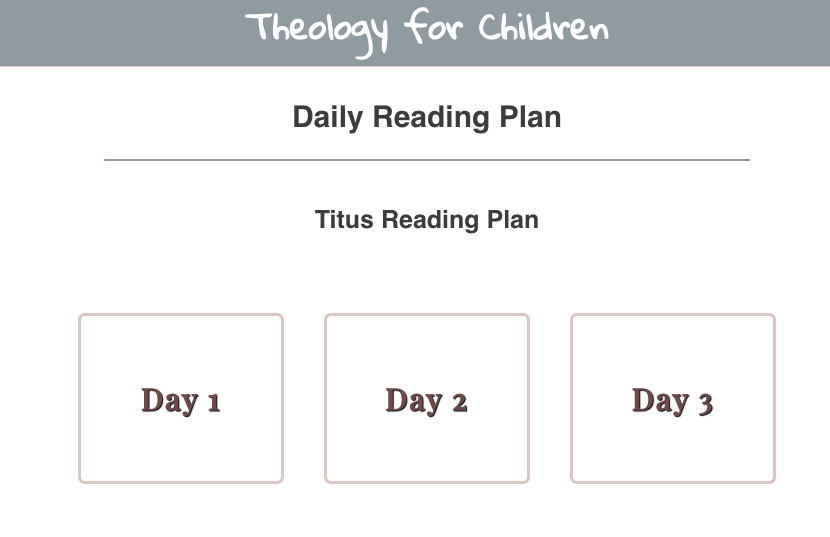 Theology for Children
Daily Reading Plan
Titus Reading Plan
Day 1
Day 2
Day 3